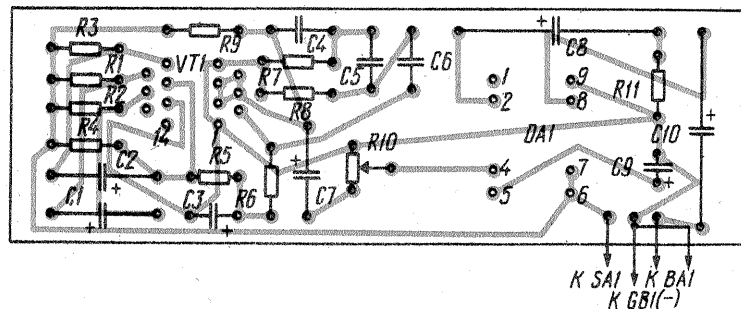 R3
R9
+
C4
+
C8
R1
VT1
R7
C5
C6
1
9
R11
R2
2
8
R8
+
R4
14
R10
DA1
C10
C2
R5
+
4
7
C9
+
+
C1
C3
R6
C7
5
6
+
+
К SA1
К BA1
К GB1(-)